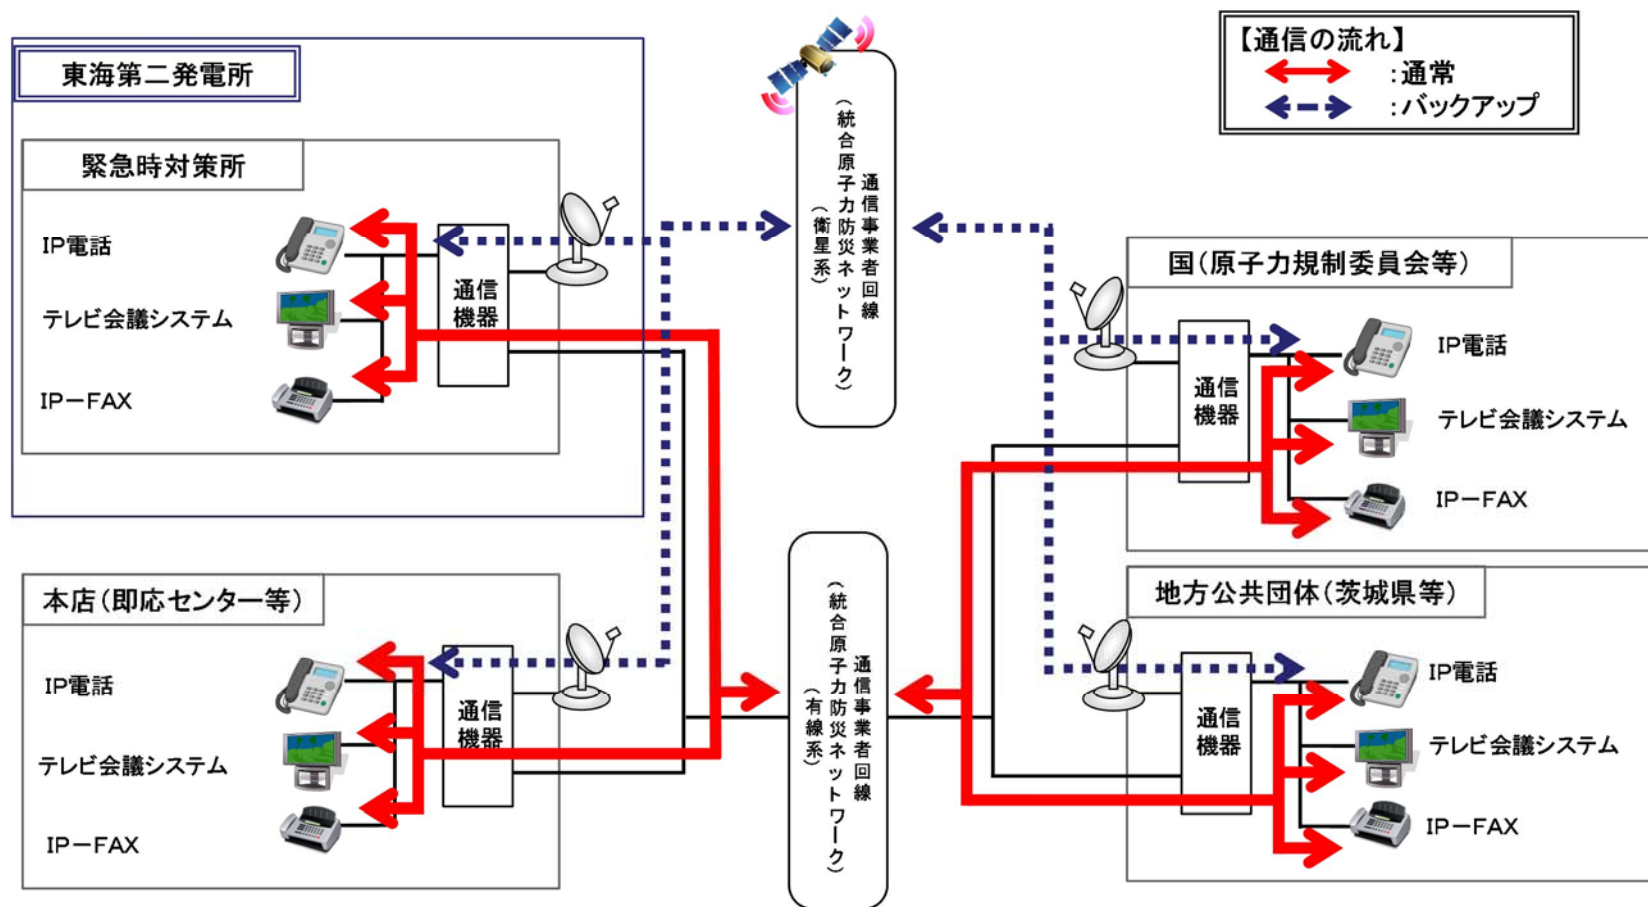 東海第二発電所
緊急時対策所
IP電話
テレビ会議システム
IP－FAX
通信
機器
本店（即応センター等）
IP電話
テレビ会議システム
IP－FAX
通信
機器
通信事業者回線
（統合原子力防災ネットワーク）
（衛星系）
通信事業者回線
（統合原子力防災ネットワーク）
（有線系）
【通信の流れ】
：通常
：バックアップ
国（原子力規制委員会等）
通信
機器
IP電話
テレビ会議システム
IP－FAX
地方公共団体（茨城県等）
通信
機器
IP電話
テレビ会議システム
IP－FAX